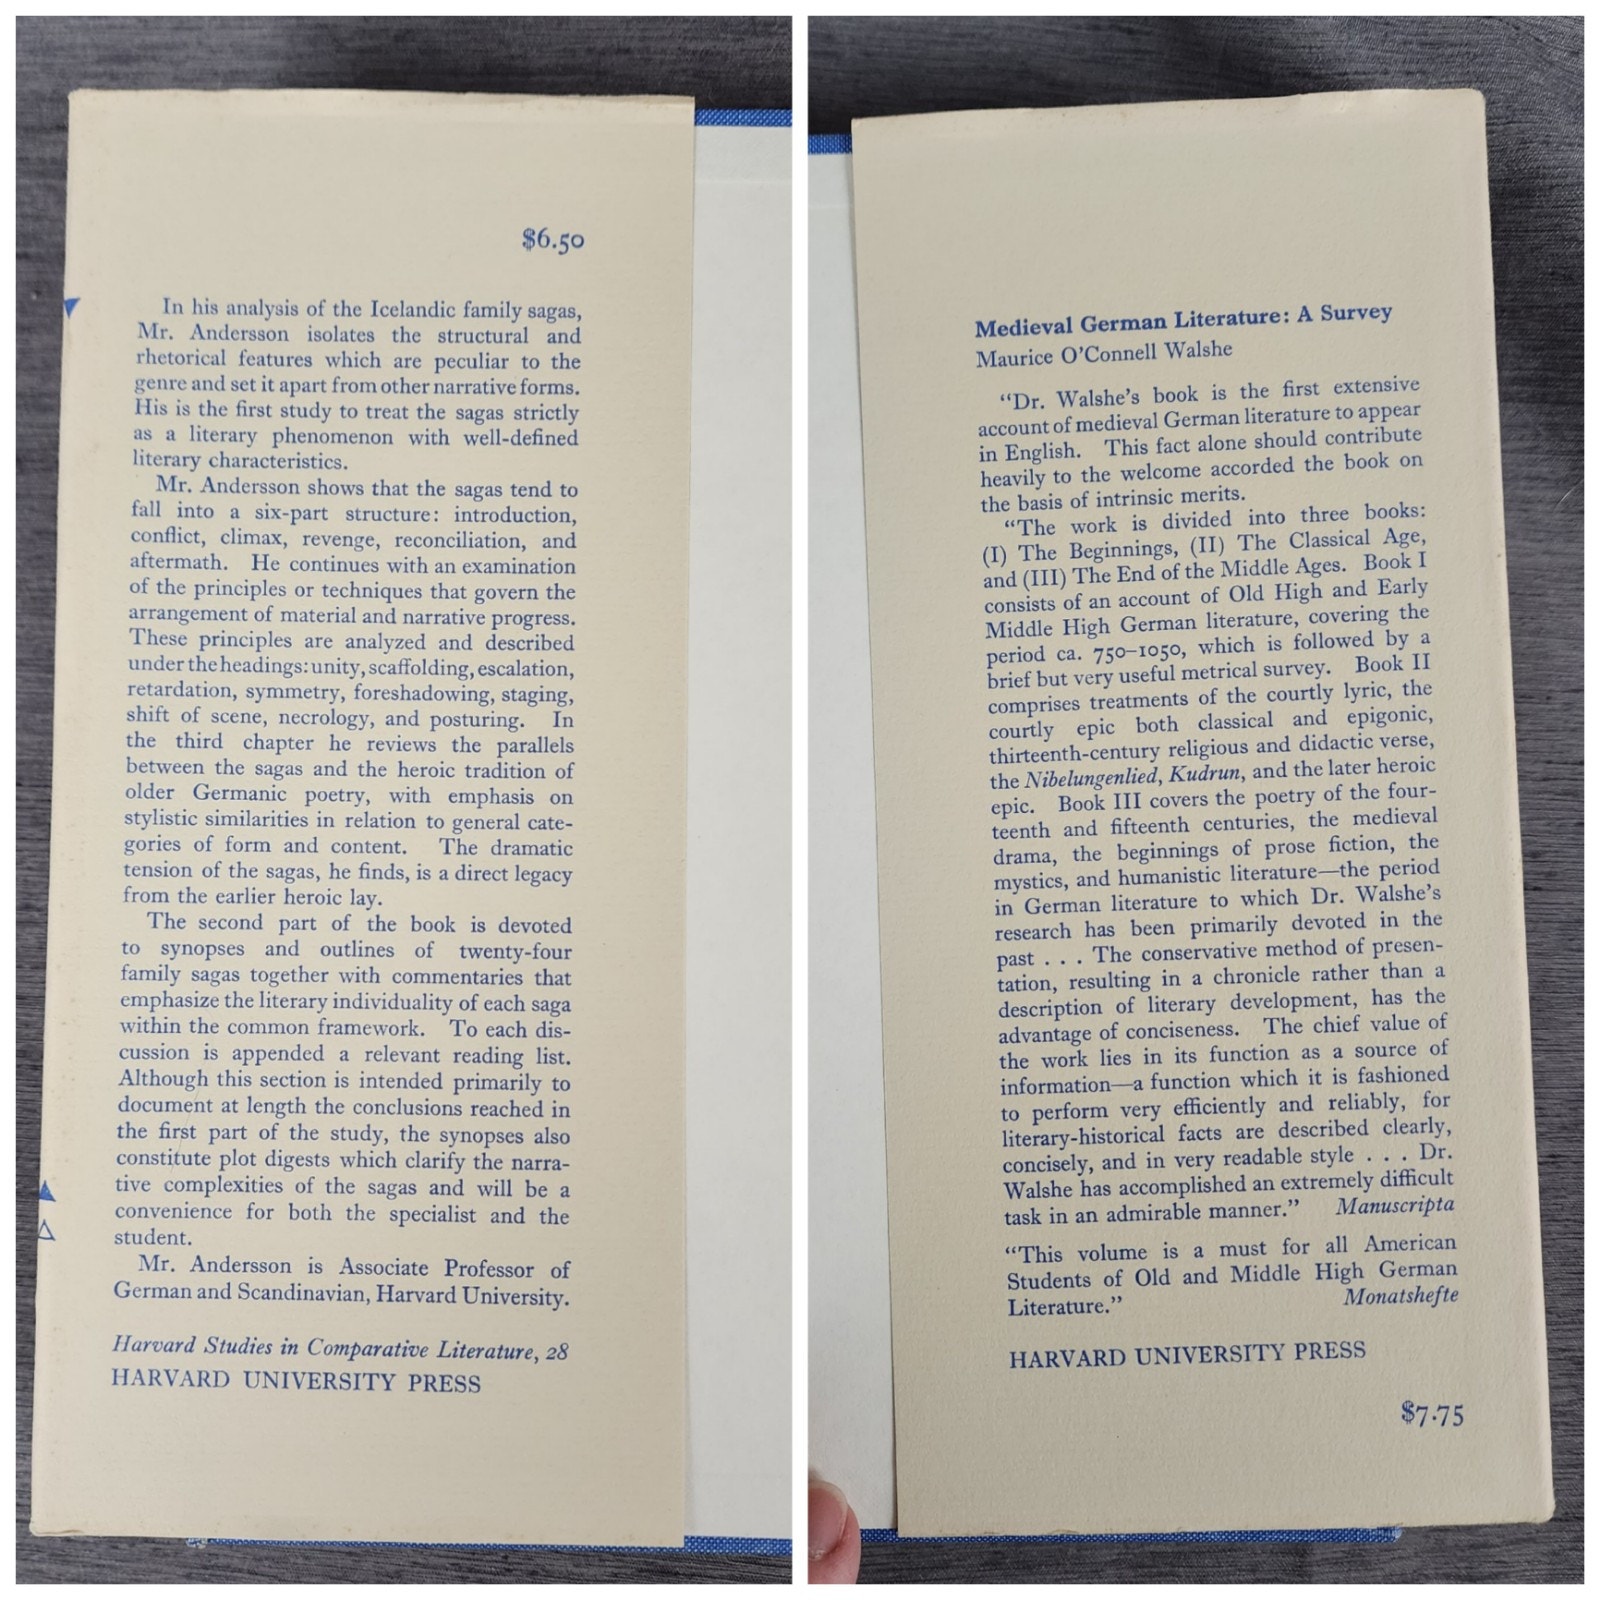 $6.50
In his analysis of the Icelandic family sagas,
Mr. Andersson isolates the structural and
rhetorical features which are peculiar to the
genre and set it apart from other narrative forms.
His is the first study to treat the sagas strictly
as a literary phenomenon with well-defined
literary characteristics.
Mr. Andersson shows that the sagas tend to
fall into a six-part structure: introduction,
conflict, climax, revenge, reconciliation, and
aftermath. He continues with an examination
of the principles or techniques that govern the
arrangement of material and narrative progress.
These principles are analyzed and described
under the headings: unity, scaffolding, escalation,
retardation, symmetry, foreshadowing, staging,
shift of scene, necrology, and posturing. In
the third chapter he reviews the parallels
between the sagas and the heroic tradition of
older Germanic poetry, with emphasis on
stylistic similarities in relation to general cate-
gories of form and content. The dramatic
tension of the sagas, he finds, is a direct legacy
from the earlier heroic lay.
The second part of the book is devoted
to synopses and outlines of twenty-four
family sagas together with commentaries that
emphasize the literary individuality of each saga
within the common framework. To each dis-
cussion is appended a relevant reading list.
Although this section is intended primarily to
document at length the conclusions reached in
the first part of the study, the synopses also
constitute plot digests which clarify the narra-
tive complexities of the sagas and will be a
convenience for both the specialist and the
student.
Mr. Andersson is Associate Professor of
German and Scandinavian, Harvard University.
Harvard Studies in Comparative Literature, 28
HARVARD UNIVERSITY PRESS
Medieval German Literature: A Survey
Maurice O'Connell Walshe
"Dr. Walshe's book is the first extensive
account of medieval German literature to appear
in English. This fact alone should contribute
heavily to the welcome accorded the book on
the basis of intrinsic merits.
"The work is divided into three books:
(I) The Beginnings, (II) The Classical Age,
and (III) The End of the Middle Ages. Book I
consists of an account of Old High and Early
Middle High German literature, covering the
period ca. 750–1050, which is followed by a
brief but very useful metrical survey. Book II
comprises treatments of the courtly lyric, the
courtly epic both classical and epigonic,
thirteenth-century religious and didactic verse,
the Nibelungenlied, Kudrun, and the later heroic
epic. Book III covers the poetry of the four-
teenth and fifteenth centuries, the medieval
drama, the beginnings of prose fiction, the
mystics, and humanistic literature—the period
in German literature to which Dr. Walshe's
research has been primarily devoted in the
past . . . The conservative method of presen-
tation, resulting in a chronicle rather than a
description of literary development, has the
advantage of conciseness. The chief value of
the work lies in its function as a source of
information—a function which it is fashioned
to perform very efficiently and reliably, for
literary-historical facts are described clearly,
concisely, and in very readable style . . . Dr.
Walshe has accomplished an extremely difficult
task in an admirable manner." Manuscripta
"This volume is a must for all American
Students of Old and Middle High German
Literature." Monatshefte
HARVARD UNIVERSITY PRESS
$7.75